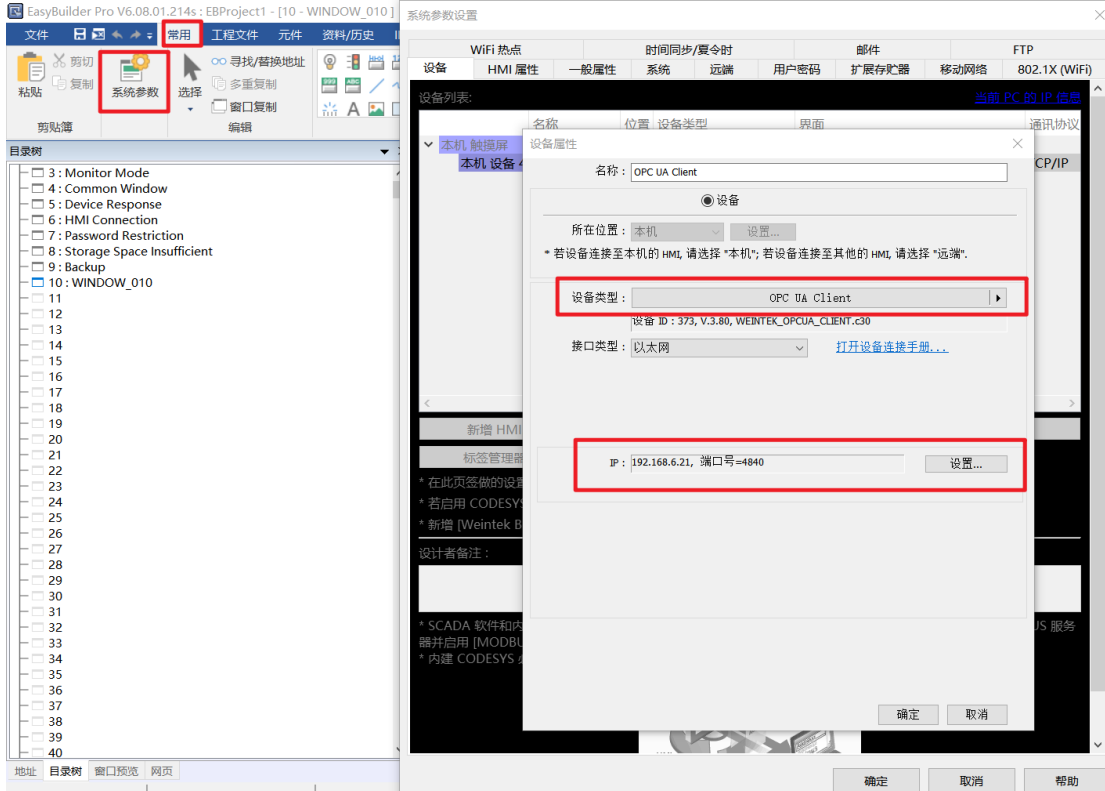 EasyBuilder Pro V6.08.01.214s : EBProject1 - [10 - WINDOW_010 ]
文件 常用 工程文件 元件 资料/历史
粘贴 剪切 复制 系统参数 选择 寻找/替换地址 多重复制 窗口复制
剪贴簿 编辑
目录树
3 : Monitor Mode
4 : Common Window
5 : Device Response
6 : HMI Connection
7 : Password Restriction
8 : Storage Space Insufficient
9 : Backup
10 : WINDOW_010
11
12
13
14
15
16
17
18
19
20
21
22
23
24
25
26
27
28
29
30
31
32
33
34
35
36
37
38
39
40
地址 目录树 窗口预览 网页
系统参数设置
WiFi 热点 时间同步/夏令时 邮件 FTP
设备 HMI 属性 一般属性 系统 远端 用户密码 扩展存贮器 移动网络 802.1X (WiFi)
设备列表: 当前 PC 的 IP 信息
名称 位置 设备类型 界面 通讯协议
本机 触摸屏
本机 设备 CP/IP
新增 HMI
标签管理器
* 在此页签做的设置
* 若启用 CODESYS
* 新增 [Weintek B
设计者备注 :
* SCADA 软件和内 US 服务
器并启用 [MODBU
* 内建 CODESYS
确定 取消 帮助
设备属性
名称 : OPC UA Client
设备
所在位置 : 本机 设置...
* 若设备连接至本机的 HMI, 请选择 "本机"; 若设备连接至其他的 HMI, 请选择 "远端".
设备类型 : OPC UA Client
设备 ID : 373, V.3.80, WEINTEK_OPCUA_CLIENT.c30
接口类型 : 以太网 打开设备连接手册...
IP : 192.168.6.21, 端口号=4840 设置...
确定 取消